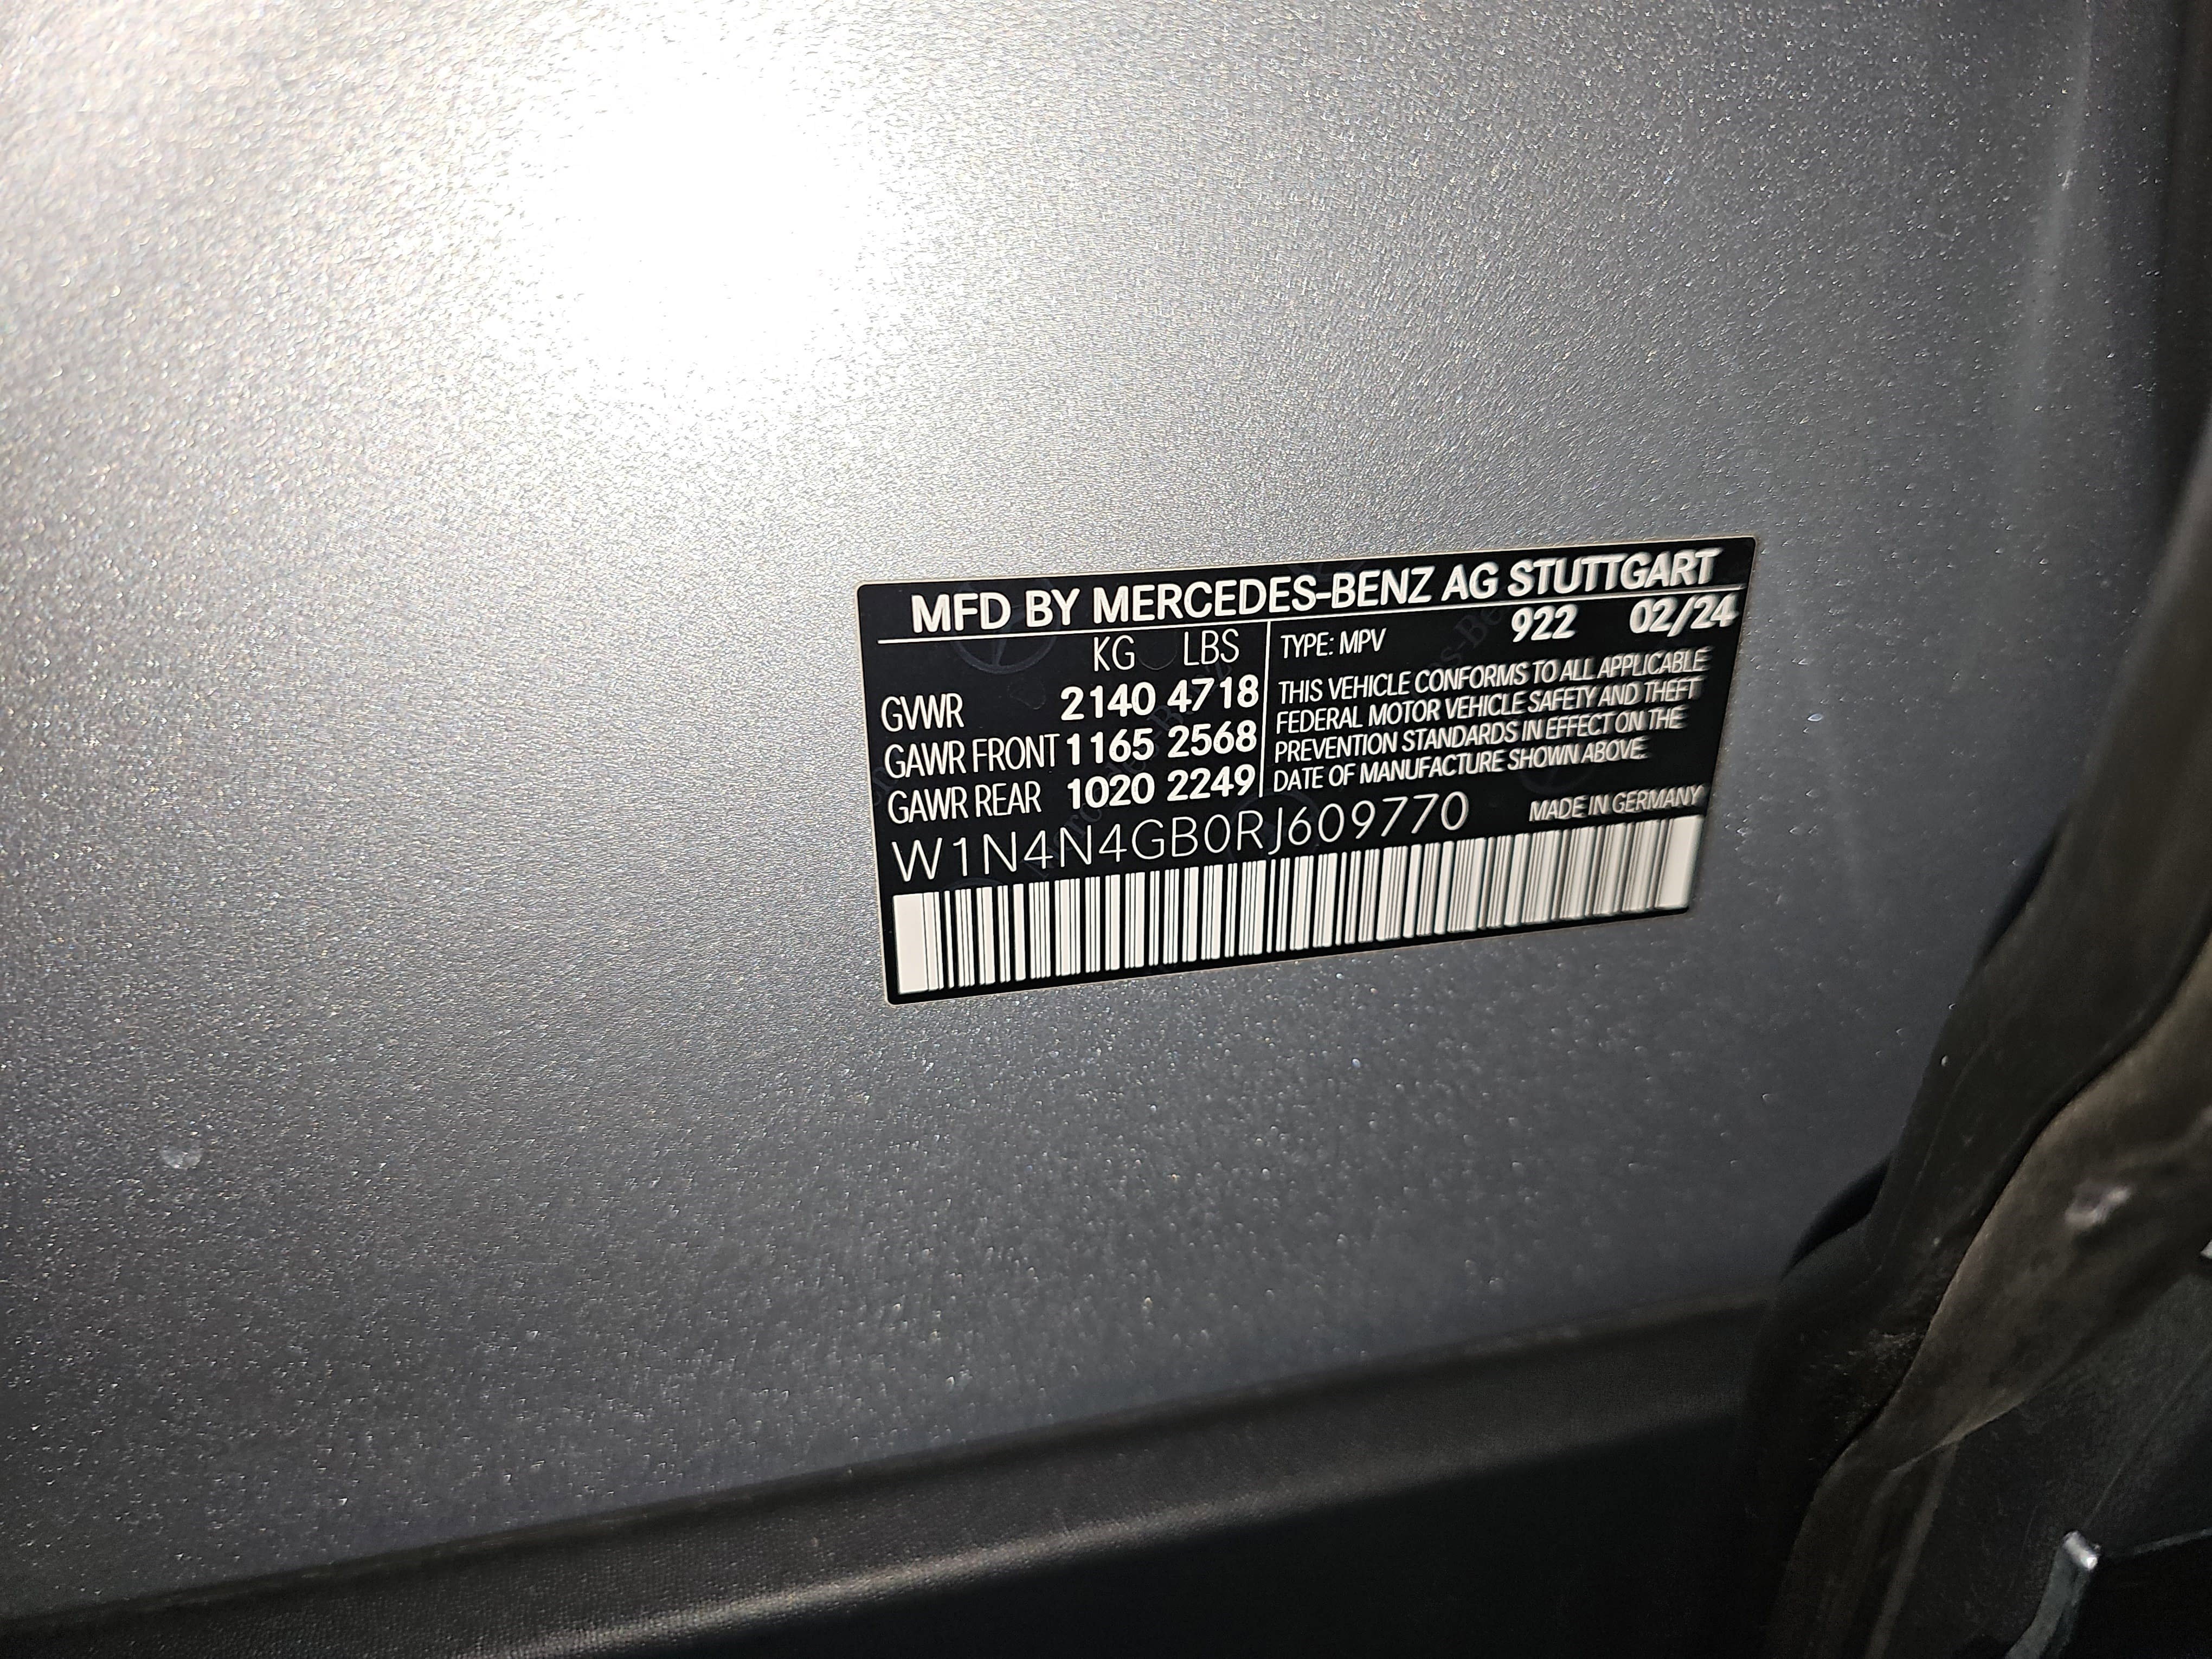 MFD BY MERCEDES-BENZ AG STUTTGART
KG LBS
GVWR 2140 4718
GAWR FRONT 1165 2568
GAWR REAR 1020 2249
TYPE: MPV 922 02/24
THIS VEHICLE CONFORMS TO ALL APPLICABLE
FEDERAL MOTOR VEHICLE SAFETY AND THEFT
PREVENTION STANDARDS IN EFFECT ON THE
DATE OF MANUFACTURE SHOWN ABOVE.
W1N4N4GB0RJ609770
MADE IN GERMANY